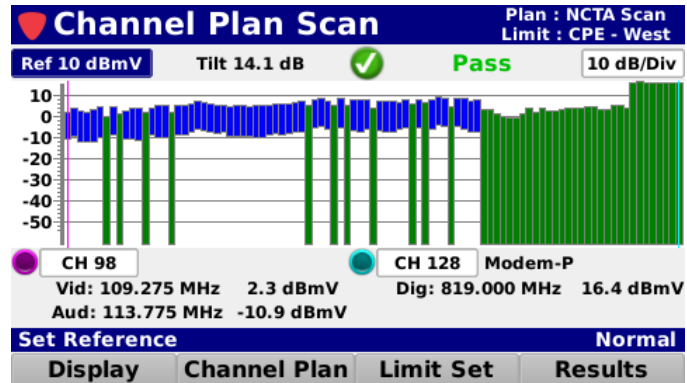 Channel Plan Scan
Plan : NCTA Scan
Limit : CPE - West
Ref 10 dBmV Tilt 14.1 dB Pass 10 dB/Div
10
0
-10
-20
-30
-40
-50
CH 98 CH 128 Modem-P
Vid: 109.275 MHz 2.3 dBmV Dig: 819.000 MHz 16.4 dBmV
Aud: 113.775 MHz -10.9 dBmV
Set Reference Normal
Display Channel Plan Limit Set Results